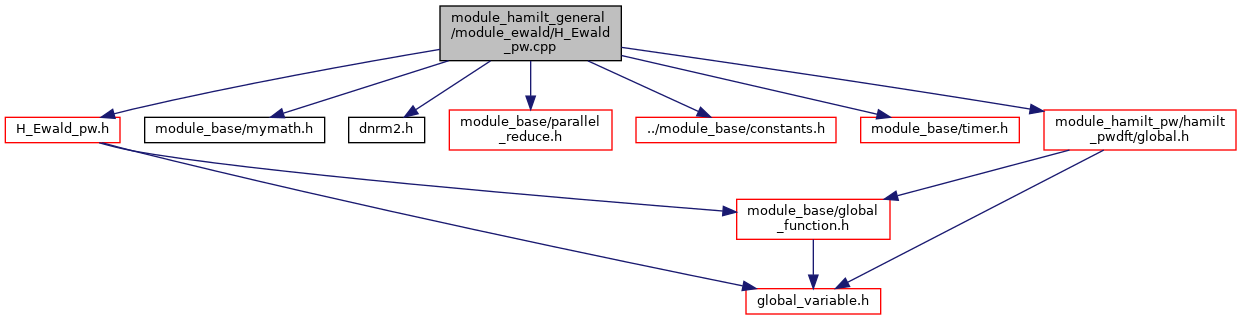 module_hamilt_general
/module_ewald/H_Ewald
_pw.cpp
H_Ewald_pw.h
module_base/mymath.h
dnrm2.h
module_base/parallel
_reduce.h
../module_base/constants.h
module_base/timer.h
module_hamilt_pw/hamilt
_pwdft/global.h
module_base/global
_function.h
global_variable.h